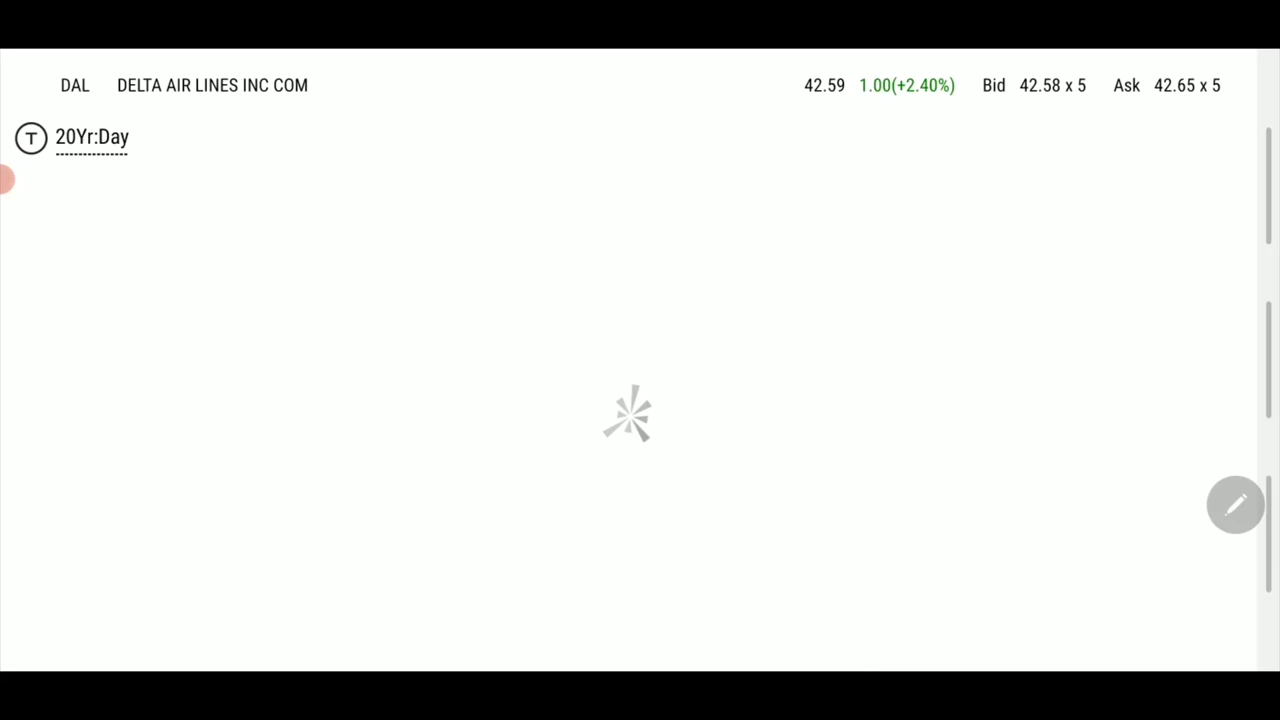 DAL DELTA AIR LINES INC COM 42.59 1.00(+2.40%) Bid 42.58 x 5 Ask 42.65 x 5
T 20Yr:Day